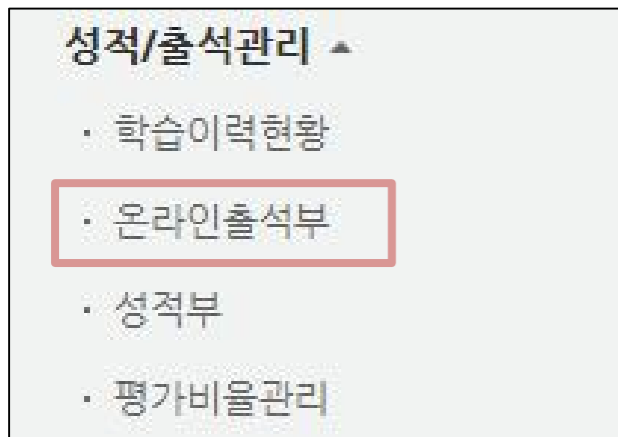 성적/출석관리 ▲
· 학습이력현황
· 온라인출석부
· 성적부
· 평가비율관리